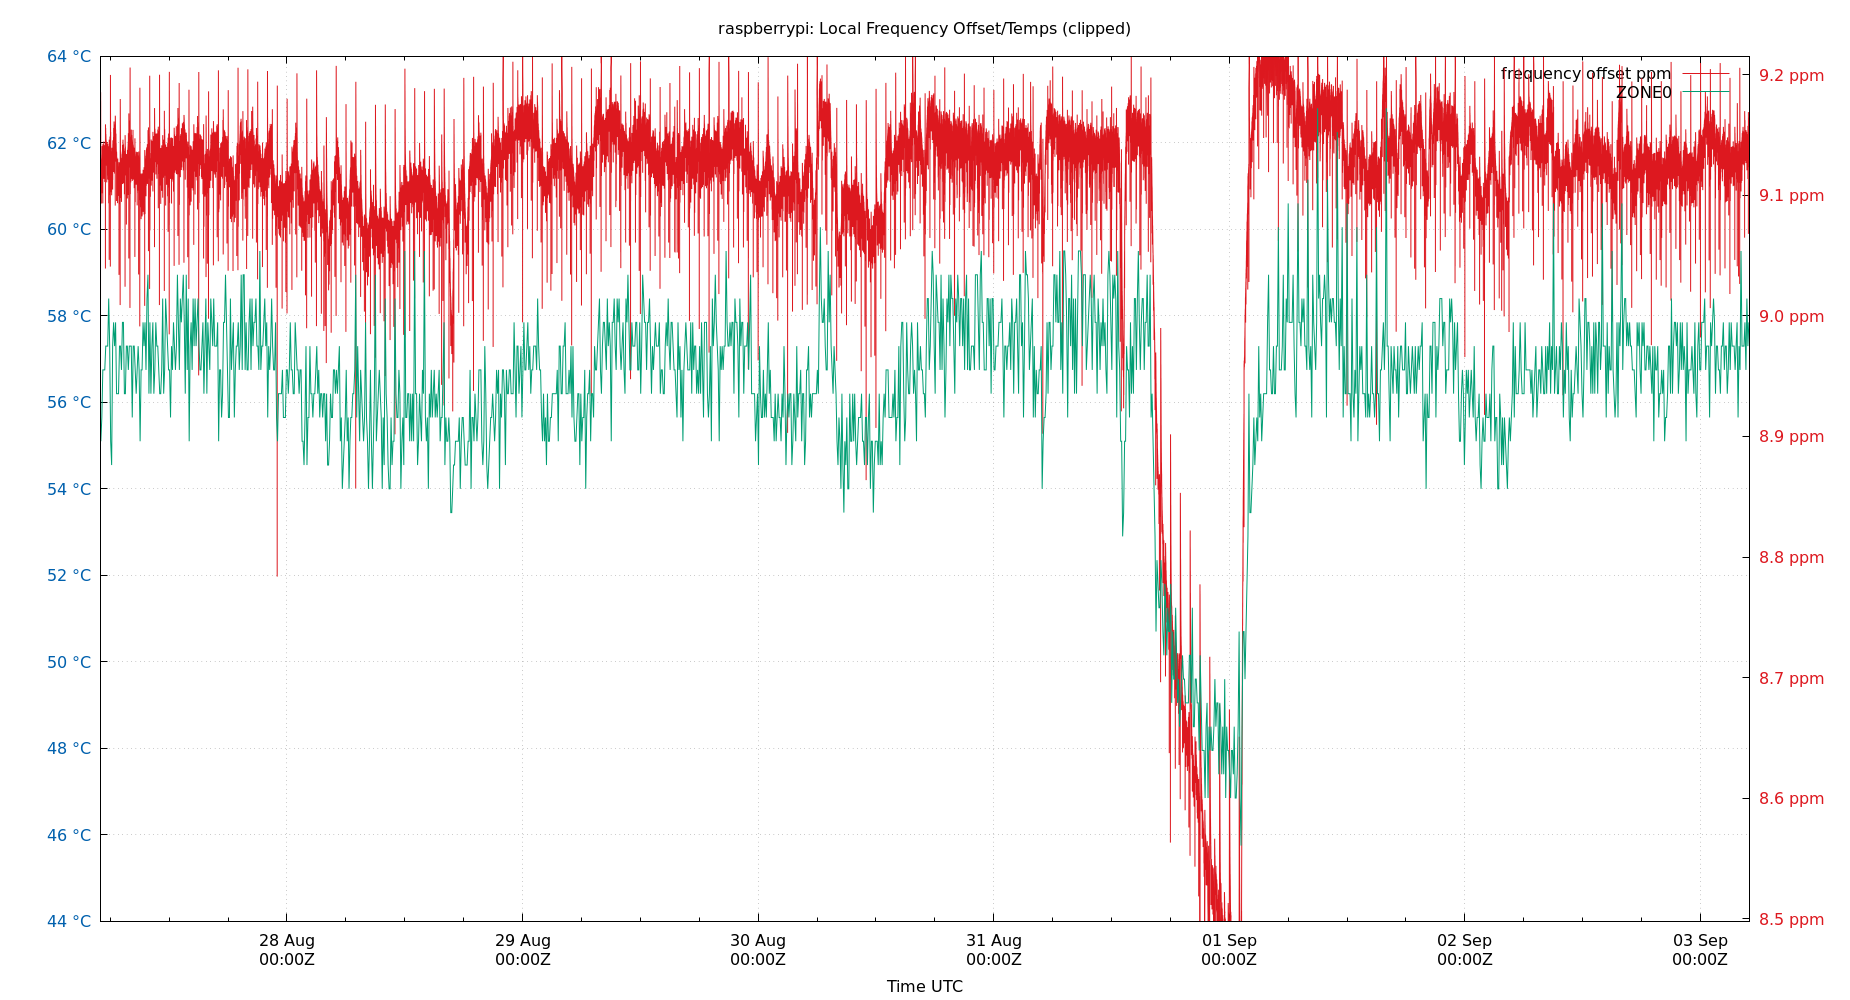 raspberrypi: Local Frequency Offset/Temps (clipped)
64 °C
62 °C
60 °C
58 °C
56 °C
54 °C
52 °C
50 °C
48 °C
46 °C
44 °C
frequency offset ppm
ZONE0
9.2 ppm
9.1 ppm
9.0 ppm
8.9 ppm
8.8 ppm
8.7 ppm
8.6 ppm
8.5 ppm
28 Aug
00:00Z
29 Aug
00:00Z
30 Aug
00:00Z
31 Aug
00:00Z
01 Sep
00:00Z
02 Sep
00:00Z
03 Sep
00:00Z
Time UTC